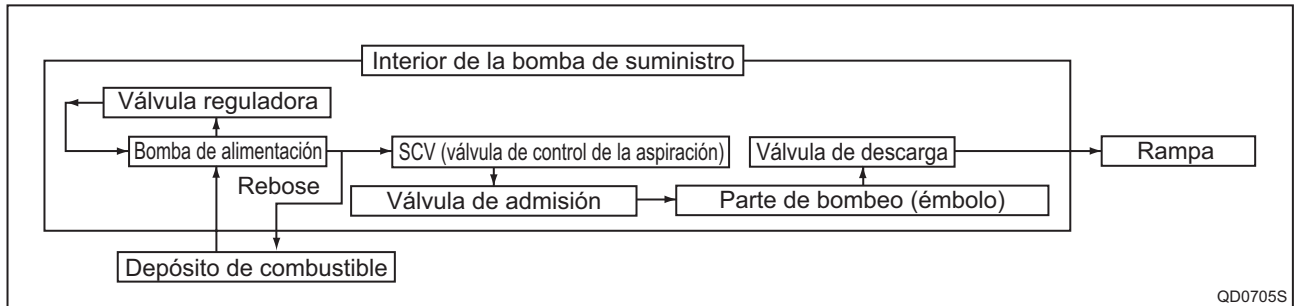 Interior de la bomba de suministro
Válvula reguladora
Bomba de alimentación
SCV (válvula de control de la aspiración)
Válvula de descarga
Rampa
Rebose
Válvula de admisión
Parte de bombeo (émbolo)
Depósito de combustible
QD0705S